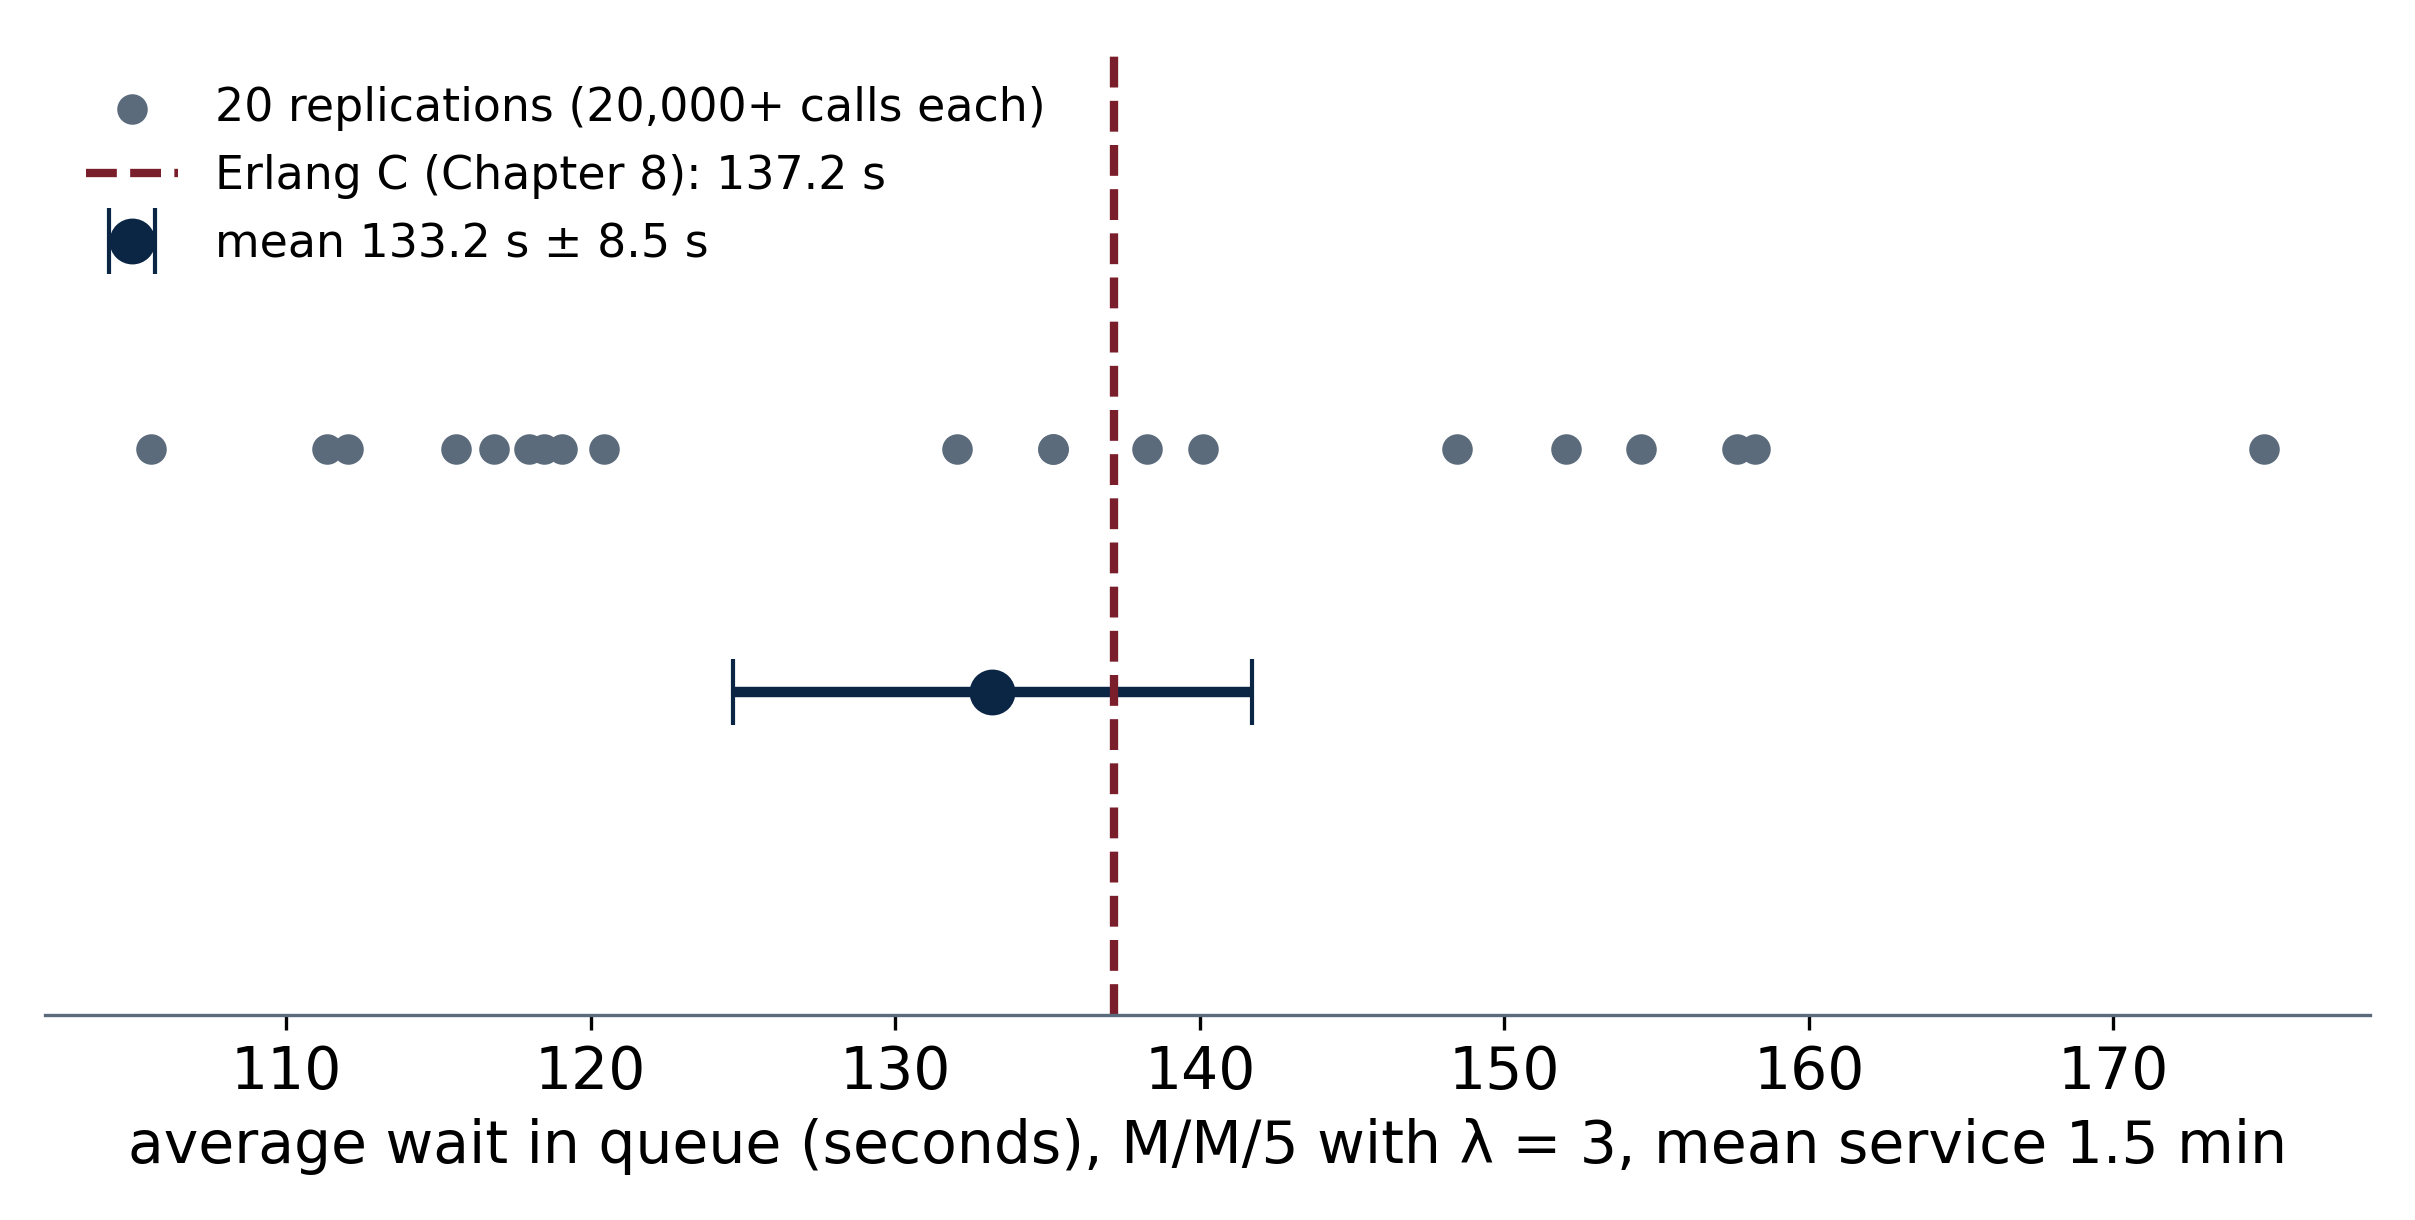 20 replications (20,000+ calls each)
Erlang C (Chapter 8): 137.2 s
mean 133.2 s ± 8.5 s
110 120 130 140 150 160 170
average wait in queue (seconds), M/M/5 with λ = 3, mean service 1.5 min